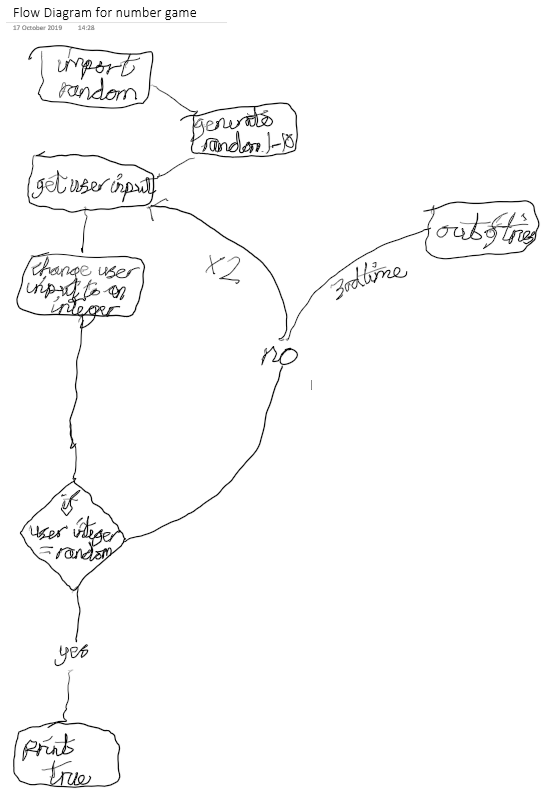 Flow Diagram for number game
17 October 2019 14:28
import
random
generate
random 1-10
get user input
change user
input to an
integer
x2
out of tries
3rd time
no
if
user integer
= random
yes
print
true